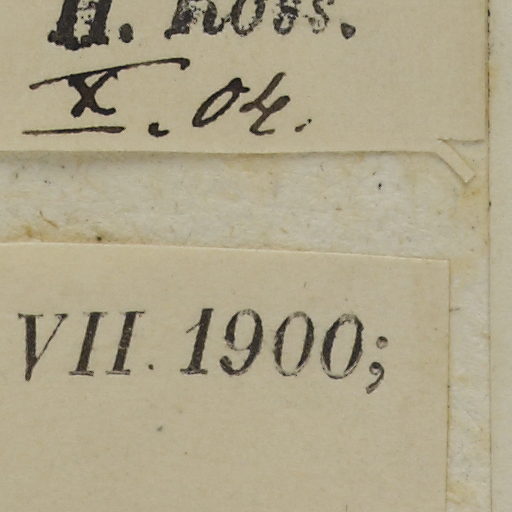 H. Ross.
X. 04.
VII. 1900;